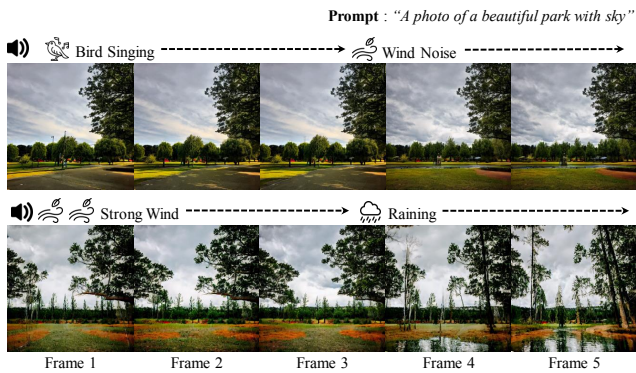 Prompt : “A photo of a beautiful park with sky”
Bird Singing Wind Noise
Strong Wind Raining
Frame 1 Frame 2 Frame 3 Frame 4 Frame 5